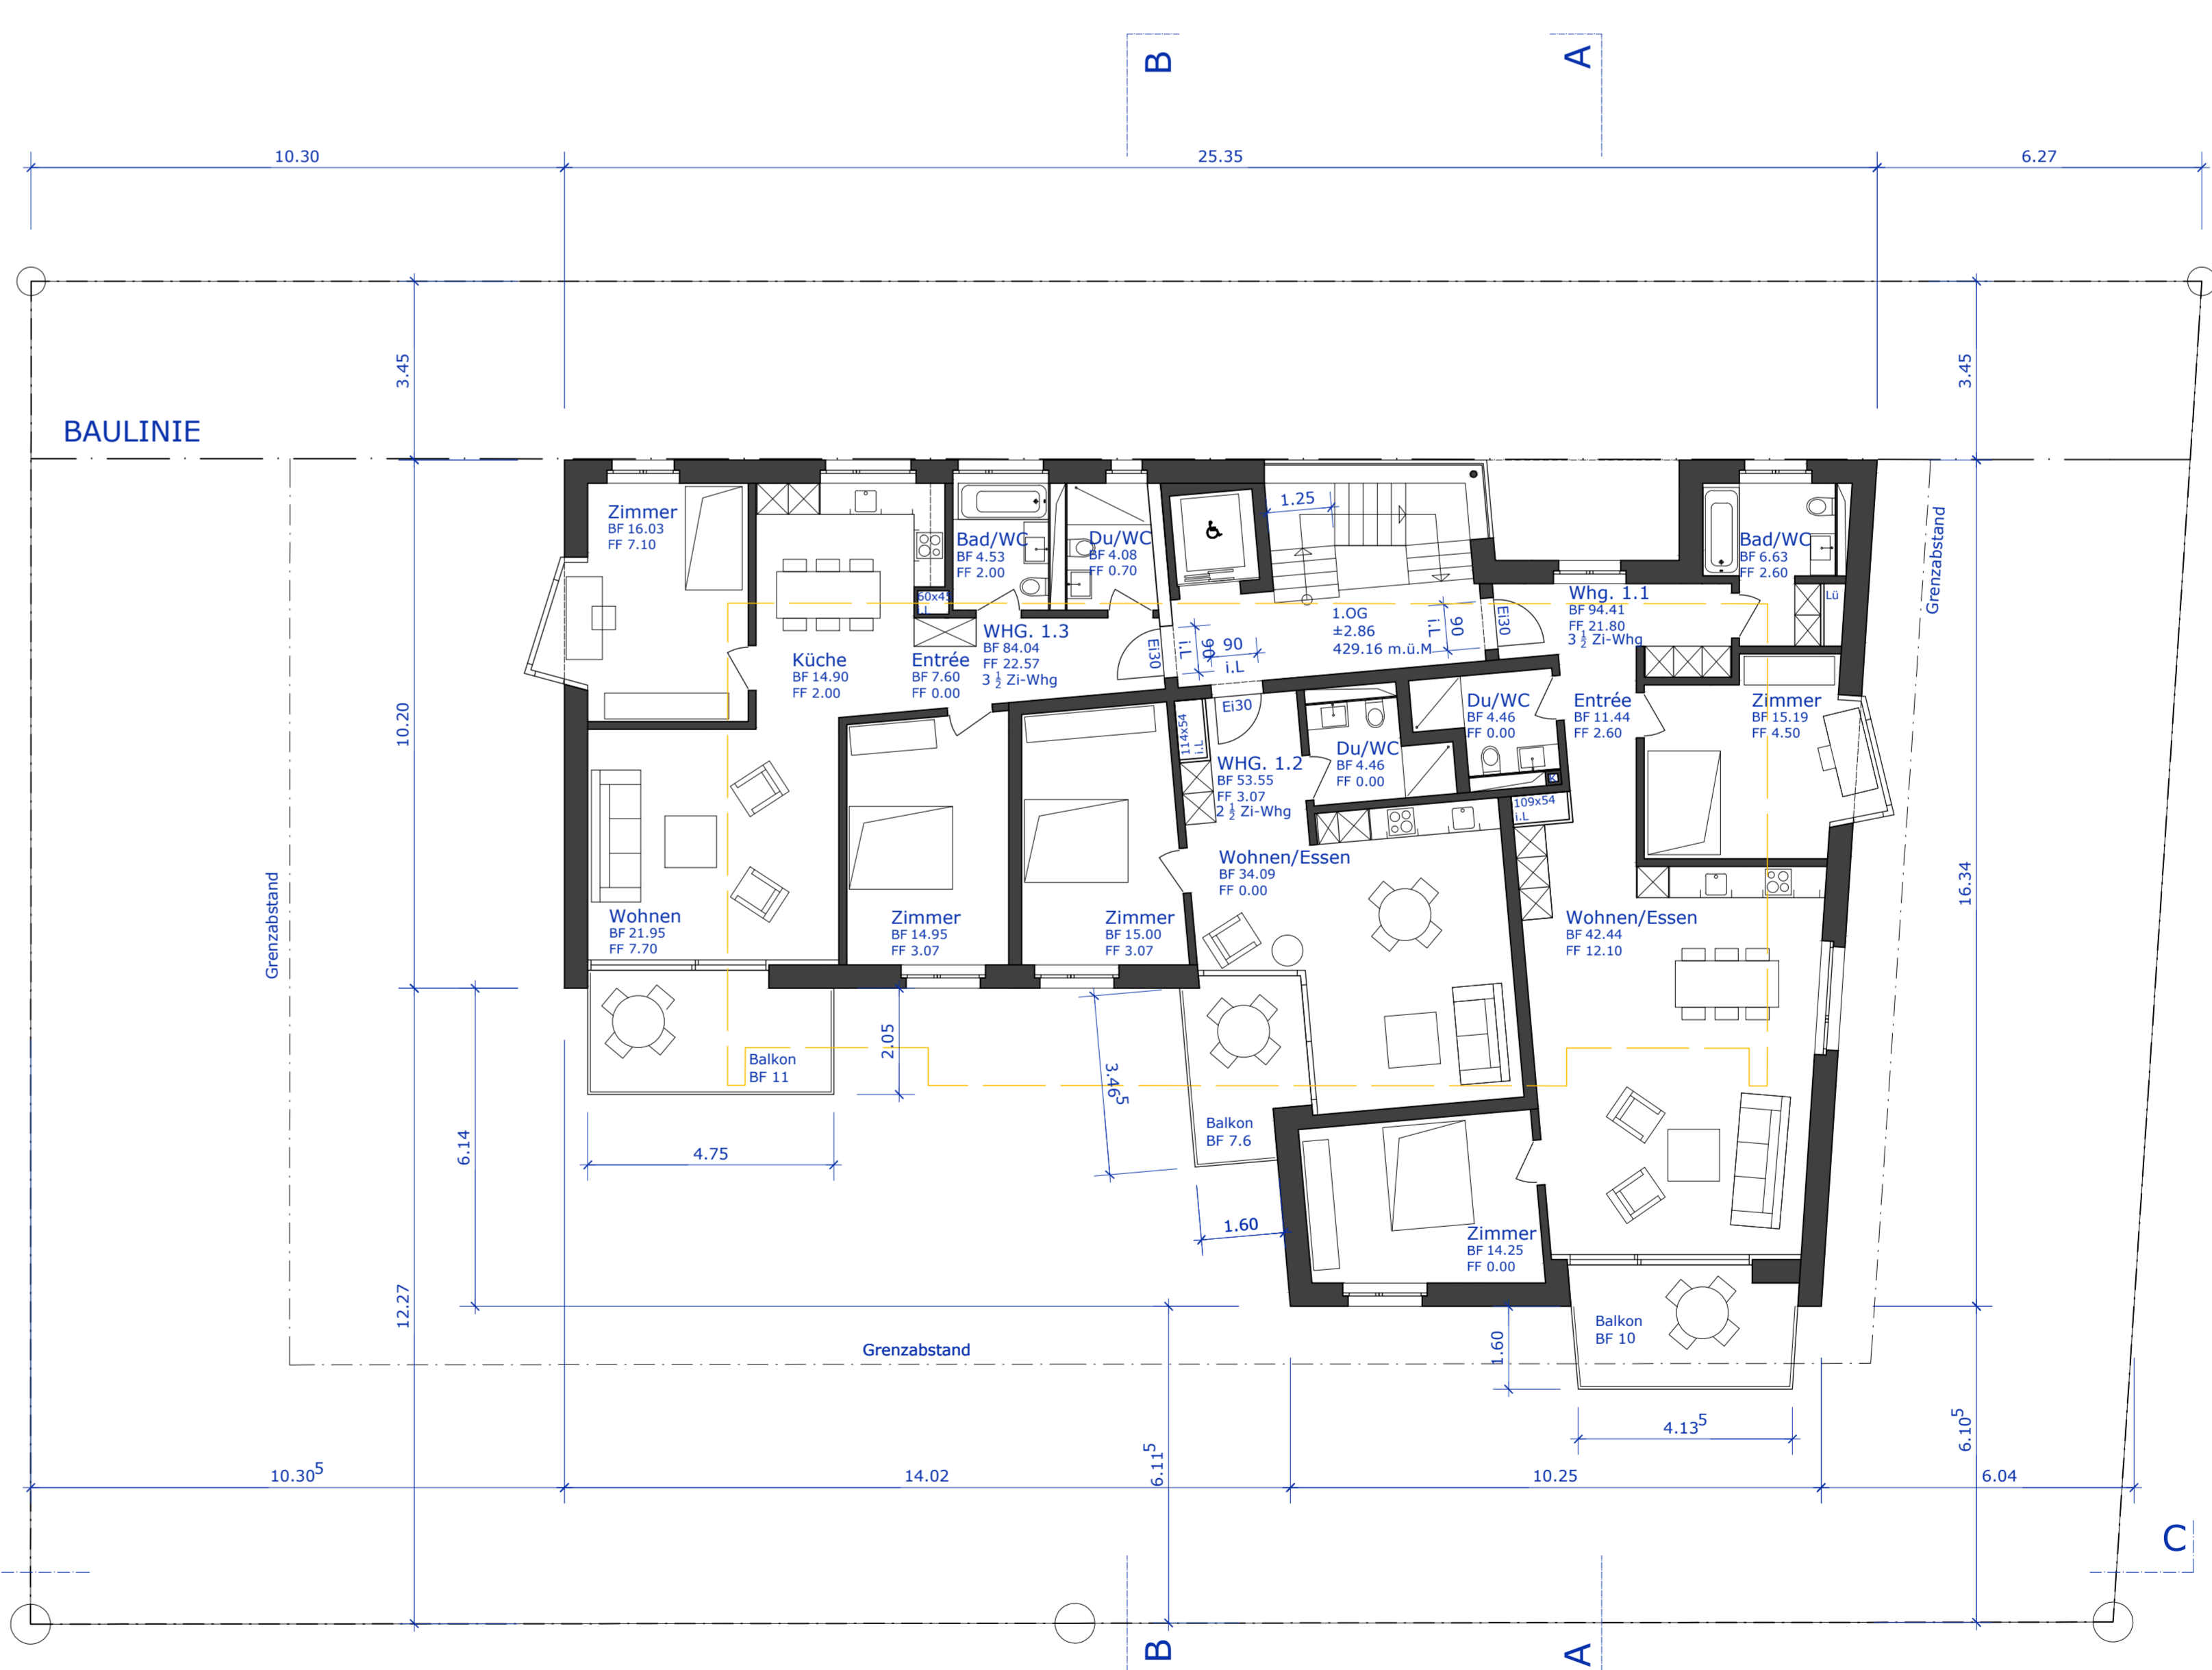 B
A
10.30
25.35
6.27
3.45
3.45
BAULINIE
Zimmer
BF 16.03
FF 7.10
Bad/WC
BF 4.53
FF 2.00
Du/WC
BF 4.08
FF 0.70
1.25
Bad/WC
BF 6.63
FF 2.60
Lü
Grenzabstand
60x45
i.L
Küche
BF 14.90
FF 2.00
Entrée
BF 7.60
FF 0.00
WHG. 1.3
BF 84.04
FF 22.57
3 ½ Zi-Whg
Ei30
i.L
90
90
i.L
1.OG
±2.86
429.16 m.ü.M
i.L
90
Ei30
Whg. 1.1
BF 94.41
FF 21.80
3 ½ Zi-Whg
10.20
Ei30
114x54
i.L
WHG. 1.2
BF 53.55
FF 3.07
2 ½ Zi-Whg
Du/WC
BF 4.46
FF 0.00
Du/WC
BF 4.46
FF 0.00
Entrée
BF 11.44
FF 2.60
Zimmer
BF 15.19
FF 4.50
109x54
i.L
Grenzabstand
Wohnen
BF 21.95
FF 7.70
Zimmer
BF 14.95
FF 3.07
Zimmer
BF 15.00
FF 3.07
Wohnen/Essen
BF 34.09
FF 0.00
Wohnen/Essen
BF 42.44
FF 12.10
16.34
Balkon
BF 11
2.05
3.46⁵
6.14
4.75
Balkon
BF 7.6
1.60
Zimmer
BF 14.25
FF 0.00
12.27
Grenzabstand
1.60
Balkon
BF 10
4.13⁵
6.10⁵
6.11⁵
10.30⁵
14.02
10.25
6.04
C
B
A